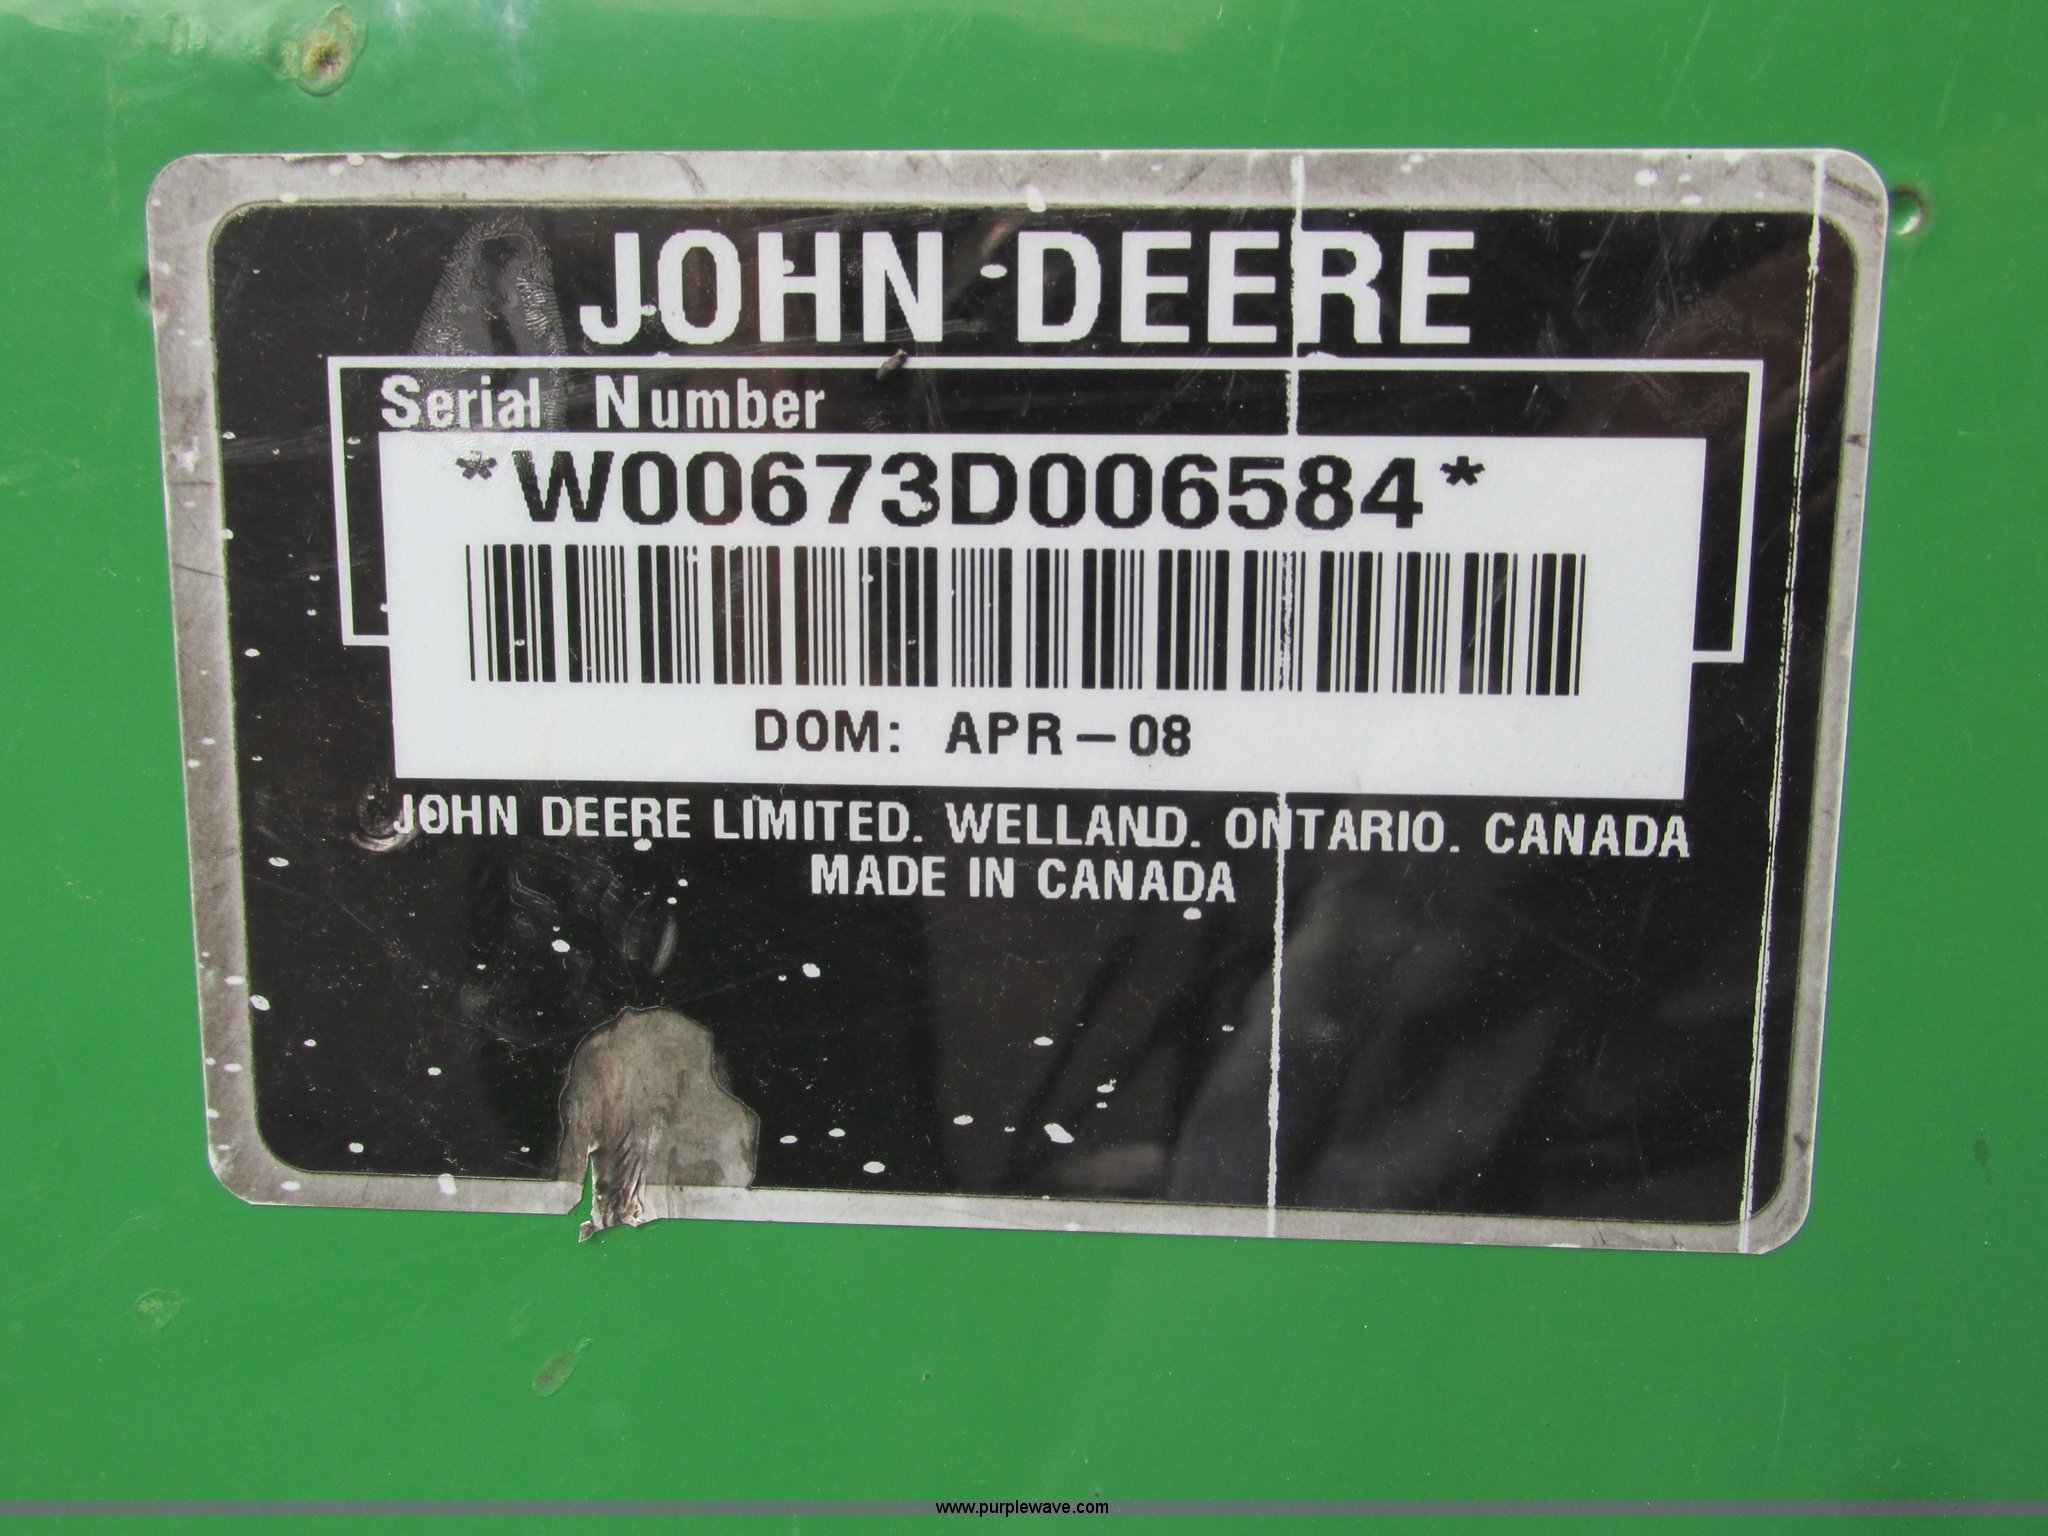 JOHN DEERE
Serial Number
*W00673D006584*
DOM: APR-08
JOHN DEERE LIMITED. WELLAND. ONTARIO. CANADA
MADE IN CANADA
www.purplewave.com